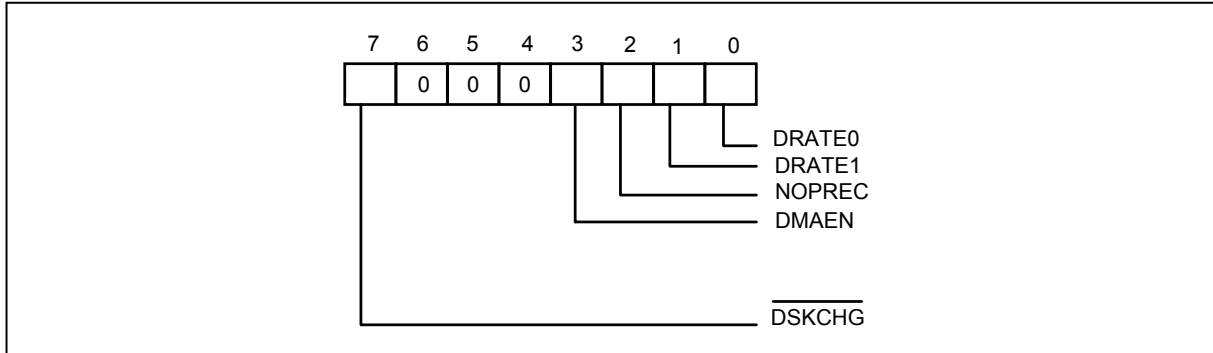 7 6 5 4 3 2 1 0
0 0 0
DRATE0
DRATE1
NOPREC
DMAEN
DSKCHG